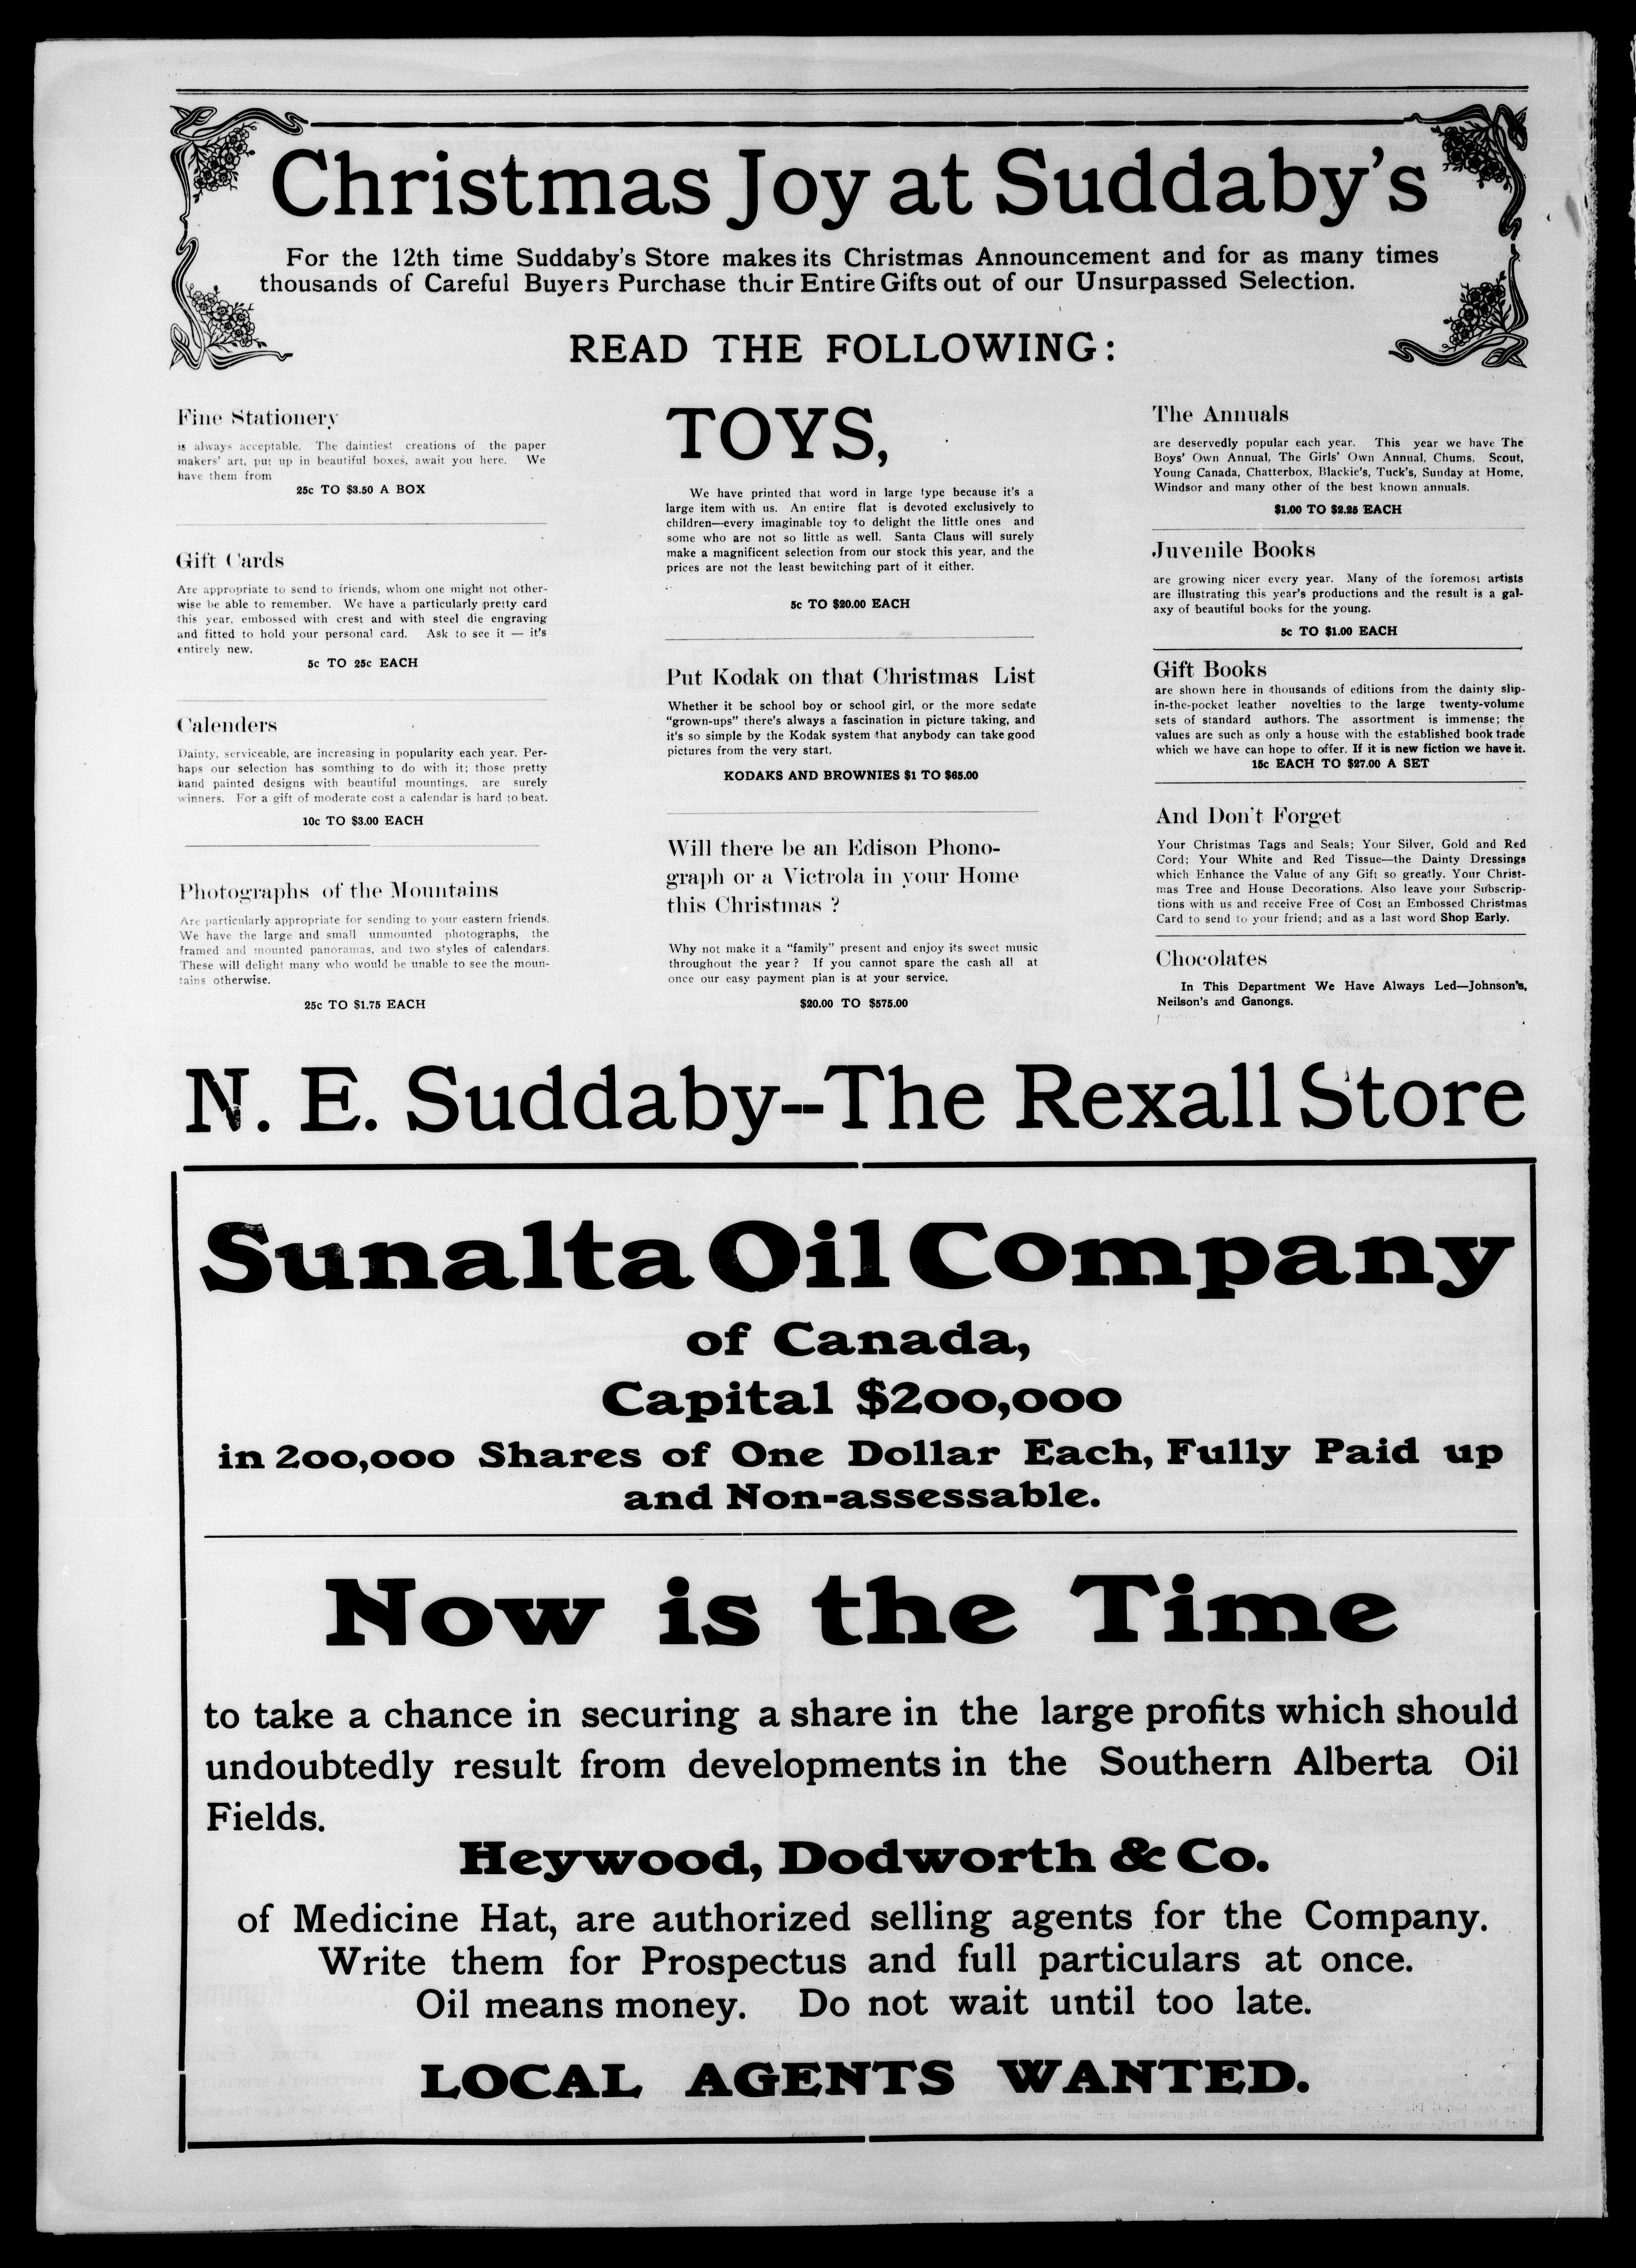 Christmas Joy at Suddaby's
For the 12th time Suddaby's Store makes its Christmas Announcement and for as many times
thousands of Careful Buyers Purchase their Entire Gifts out of our Unsurpassed Selection.
READ THE FOLLOWING:
Fine Stationery
is always acceptable. The daintiest creations of the paper
makers' art, put up in beautiful boxes, await you here. We
have them from
25c TO $3.50 A BOX
Gift Cards
Are appropriate to send to friends, whom one might not other-
wise be able to remember. We have a particularly pretty card
this year, embossed with crest and with steel die engraving
and fitted to hold your personal card. Ask to see it — it's
entirely new.
5c TO 25c EACH
Calenders
Dainty, serviceable, are increasing in popularity each year. Per-
haps our selection has somthing to do with it; those pretty
hand painted designs with beautiful mountings, are surely
winners. For a gift of moderate cost a calendar is hard to beat.
10c TO $3.00 EACH
Photographs of the Mountains
Are particularly appropriate for sending to your eastern friends.
We have the large and small unmounted photographs, the
framed and mounted panoramas, and two styles of calendars.
These will delight many who would be unable to see the moun-
tains otherwise.
25c TO $1.75 EACH
TOYS,
We have printed that word in large type because it's a
large item with us. An entire flat is devoted exclusively to
children—every imaginable toy to delight the little ones and
some who are not so little as well. Santa Claus will surely
make a magnificent selection from our stock this year, and the
prices are not the least bewitching part of it either.
5c TO $20.00 EACH
Put Kodak on that Christmas List
Whether it be school boy or school girl, or the more sedate
"grown-ups" there's always a fascination in picture taking, and
it's so simple by the Kodak system that anybody can take good
pictures from the very start.
KODAKS AND BROWNIES $1 TO $65.00
Will there be an Edison Phono-
graph or a Victrola in your Home
this Christmas ?
Why not make it a "family" present and enjoy its sweet music
throughout the year ? If you cannot spare the cash all at
once our easy payment plan is at your service.
$20.00 TO $575.00
The Annuals
are deservedly popular each year. This year we have The
Boys' Own Annual, The Girls' Own Annual, Chums, Scout,
Young Canada, Chatterbox, Blackie's, Tuck's, Sunday at Home,
Windsor and many other of the best known annuals.
$1.00 TO $2.25 EACH
Juvenile Books
are growing nicer every year. Many of the foremost artists
are illustrating this year's productions and the result is a gal-
axy of beautiful books for the young.
5c TO $1.00 EACH
Gift Books
are shown here in thousands of editions from the dainty slip-
in-the-pocket leather novelties to the large twenty-volume
sets of standard authors. The assortment is immense; the
values are such as only a house with the established book trade
which we have can hope to offer. If it is new fiction we have it.
15c EACH TO $27.00 A SET
And Don't Forget
Your Christmas Tags and Seals; Your Silver, Gold and Red
Cord; Your White and Red Tissue—the Dainty Dressings
which Enhance the Value of any Gift so greatly. Your Christ-
mas Tree and House Decorations. Also leave your Subscrip-
tions with us and receive Free of Cost an Embossed Christmas
Card to send to your friend; and as a last word Shop Early.
Chocolates
In This Department We Have Always Led—Johnson's,
Neilson's and Ganongs.
N. E. Suddaby--The Rexall Store
Sunalta Oil Company
of Canada,
Capital $200,000
in 200,000 Shares of One Dollar Each, Fully Paid up
and Non-assessable.
Now is the Time
to take a chance in securing a share in the large profits which should
undoubtedly result from developments in the Southern Alberta Oil
Fields.
Heywood, Dodworth & Co.
of Medicine Hat, are authorized selling agents for the Company.
Write them for Prospectus and full particulars at once.
Oil means money. Do not wait until too late.
LOCAL AGENTS WANTED.